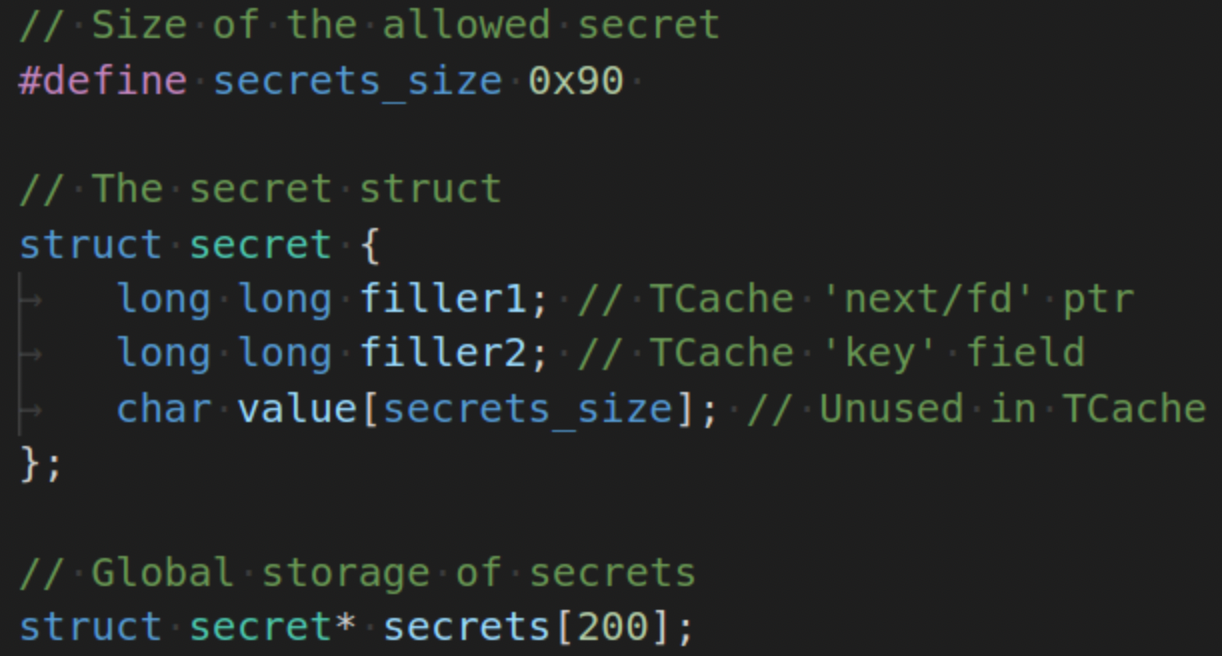 // Size of the allowed secret
#define secrets_size 0x90
// The secret struct
struct secret {
long long filler1; // TCache 'next/fd' ptr
long long filler2; // TCache 'key' field
char value[secrets_size]; // Unused in TCache
};
// Global storage of secrets
struct secret* secrets[200];